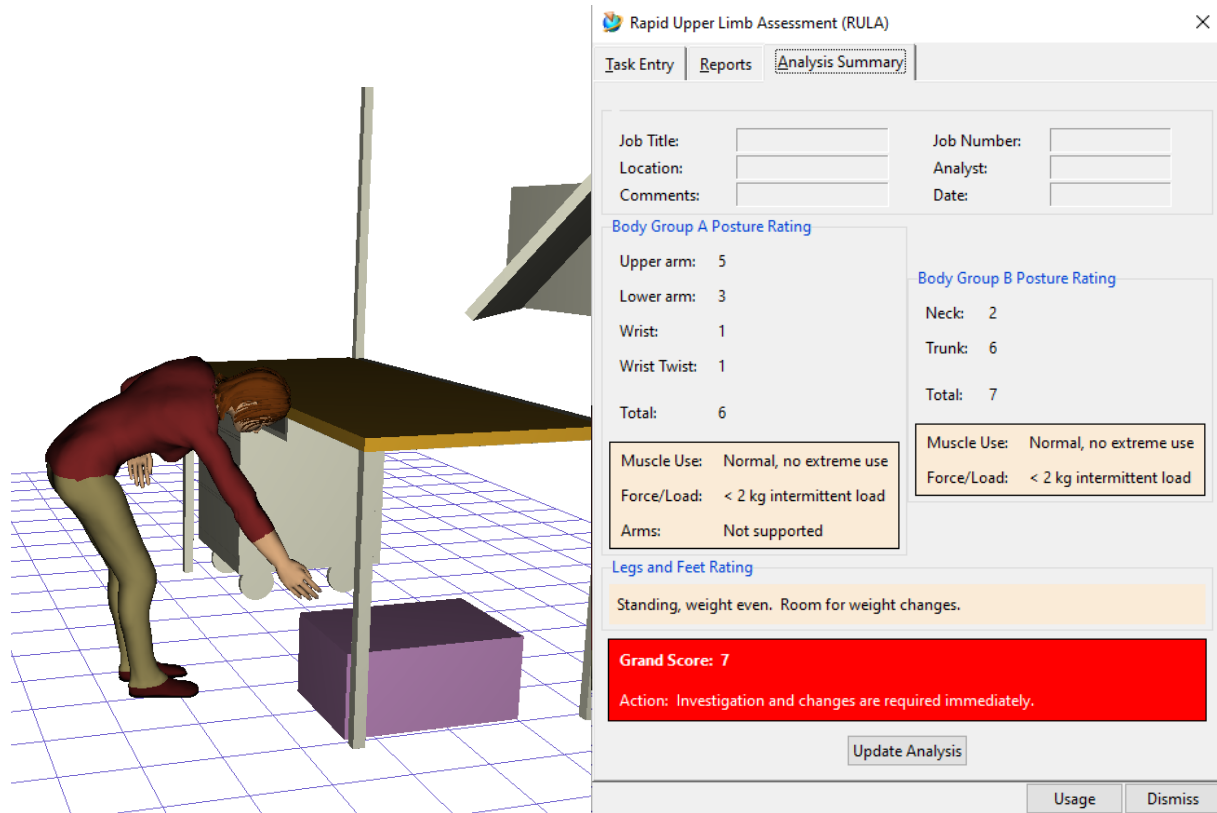 Rapid Upper Limb Assessment (RULA)
Task Entry Reports Analysis Summary
Job Title: Job Number:
Location: Analyst:
Comments: Date:
Body Group A Posture Rating
Upper arm: 5
Lower arm: 3
Wrist: 1
Wrist Twist: 1
Total: 6
Muscle Use: Normal, no extreme use
Force/Load: < 2 kg intermittent load
Arms: Not supported
Body Group B Posture Rating
Neck: 2
Trunk: 6
Total: 7
Muscle Use: Normal, no extreme use
Force/Load: < 2 kg intermittent load
Legs and Feet Rating
Standing, weight even. Room for weight changes.
Grand Score: 7
Action: Investigation and changes are required immediately.
Update Analysis
Usage Dismiss